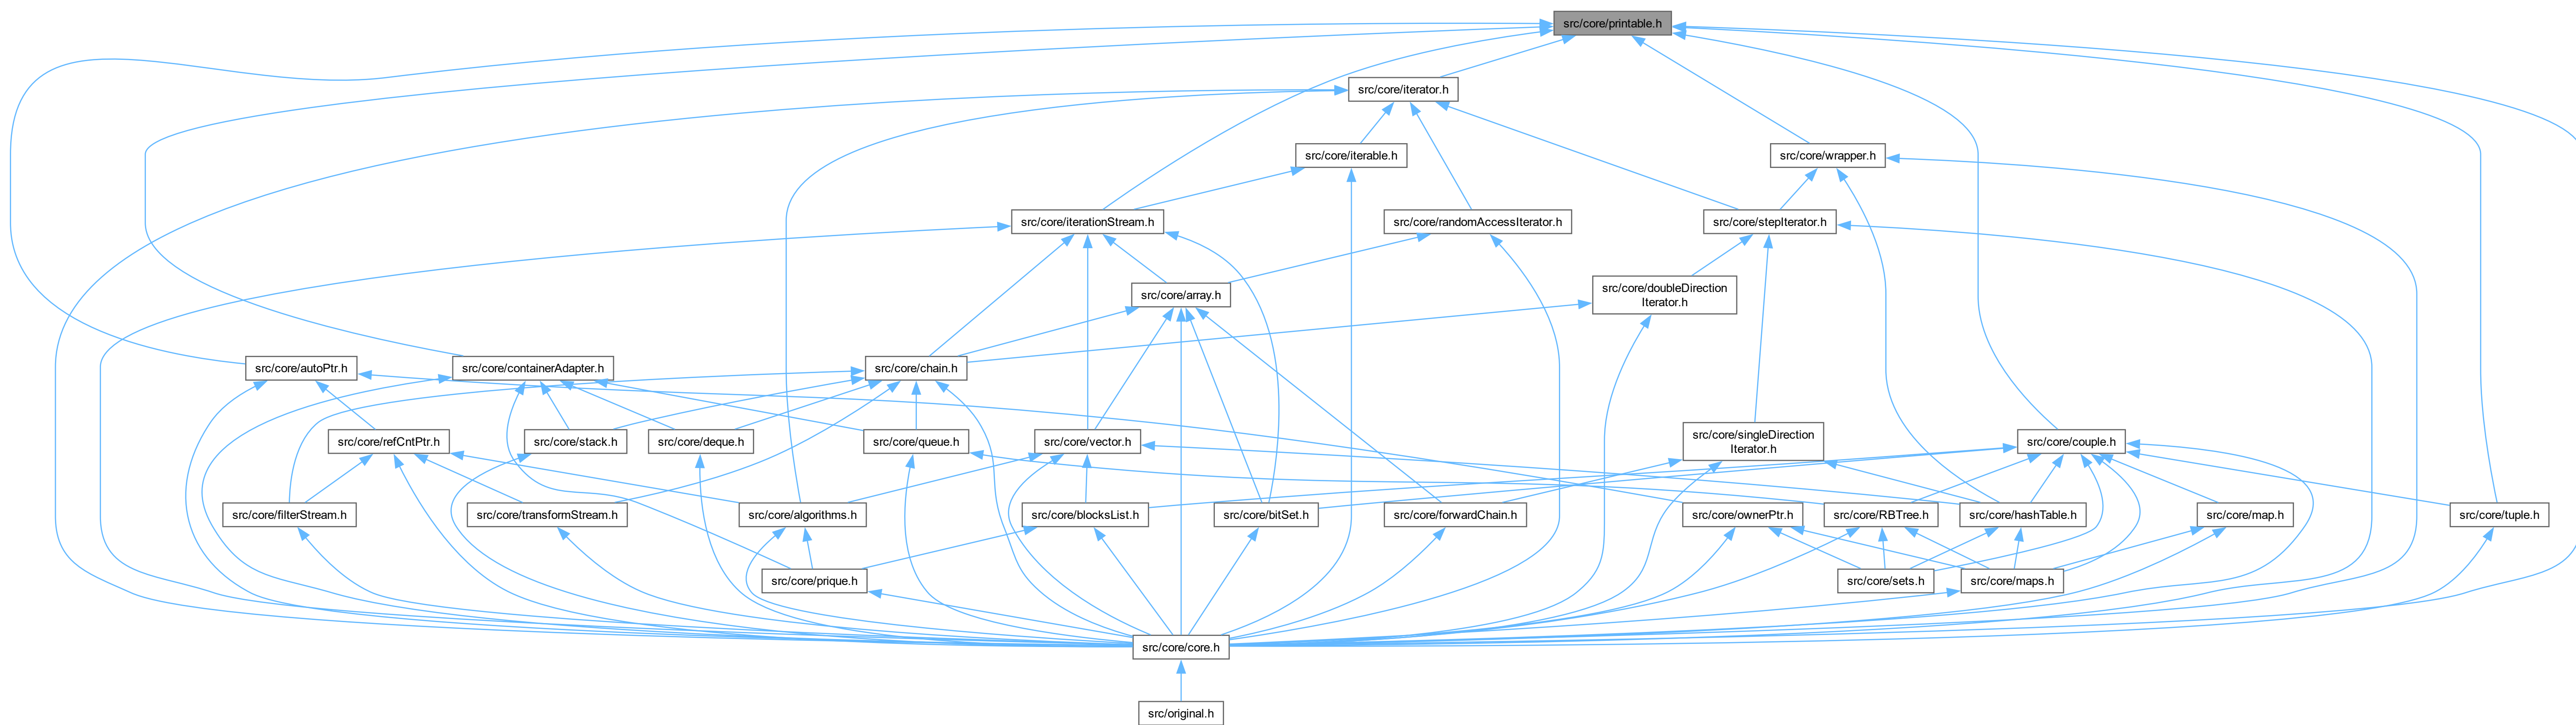 src/core/printable.h
src/core/iterator.h
src/core/iterable.h
src/core/wrapper.h
src/core/iterationStream.h
src/core/randomAccessIterator.h
src/core/stepIterator.h
src/core/array.h
src/core/doubleDirection
Iterator.h
src/core/autoPtr.h
src/core/containerAdapter.h
src/core/chain.h
src/core/refCntPtr.h
src/core/stack.h
src/core/deque.h
src/core/queue.h
src/core/vector.h
src/core/singleDirection
Iterator.h
src/core/couple.h
src/core/filterStream.h
src/core/transformStream.h
src/core/algorithms.h
src/core/blocksList.h
src/core/bitSet.h
src/core/forwardChain.h
src/core/ownerPtr.h
src/core/RBTree.h
src/core/hashTable.h
src/core/map.h
src/core/tuple.h
src/core/prique.h
src/core/sets.h
src/core/maps.h
src/core/core.h
src/original.h